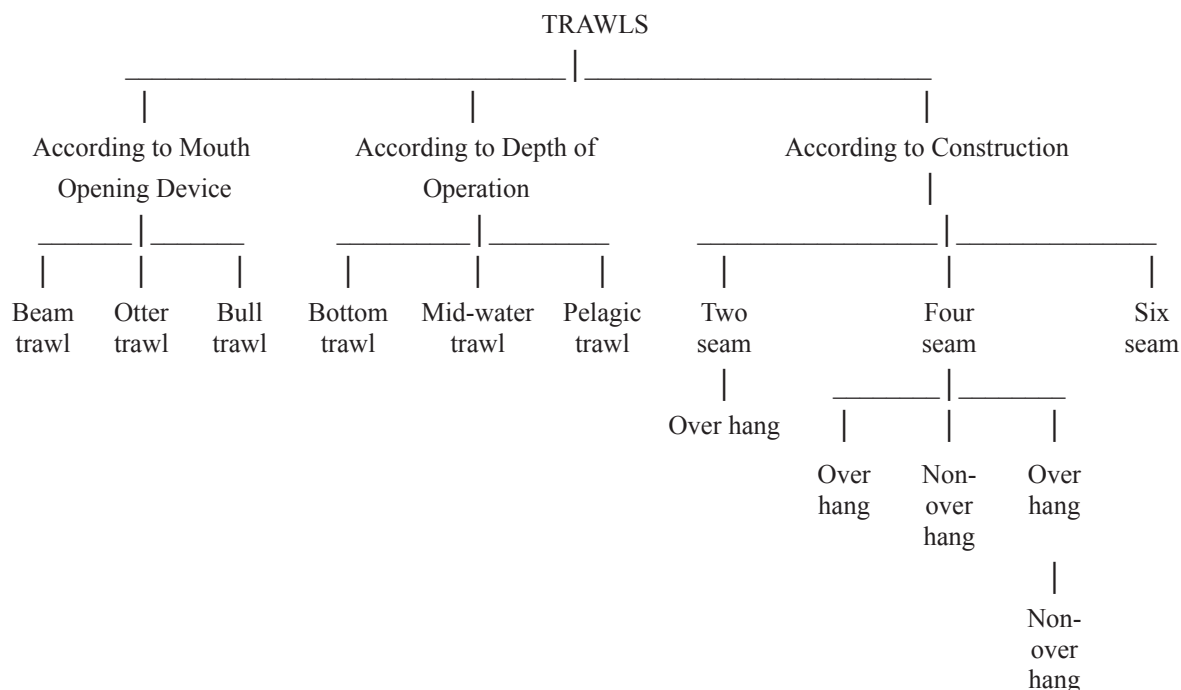 TRAWLS
According to Mouth
Opening Device
According to Depth of
Operation
According to Construction
Beam
trawl
Otter
trawl
Bull
trawl
Bottom
trawl
Mid-water
trawl
Pelagic
trawl
Two
seam
Four
seam
Six
seam
Over hang
Over
hang
Non-
over
hang
Over
hang
Non-
over
hang